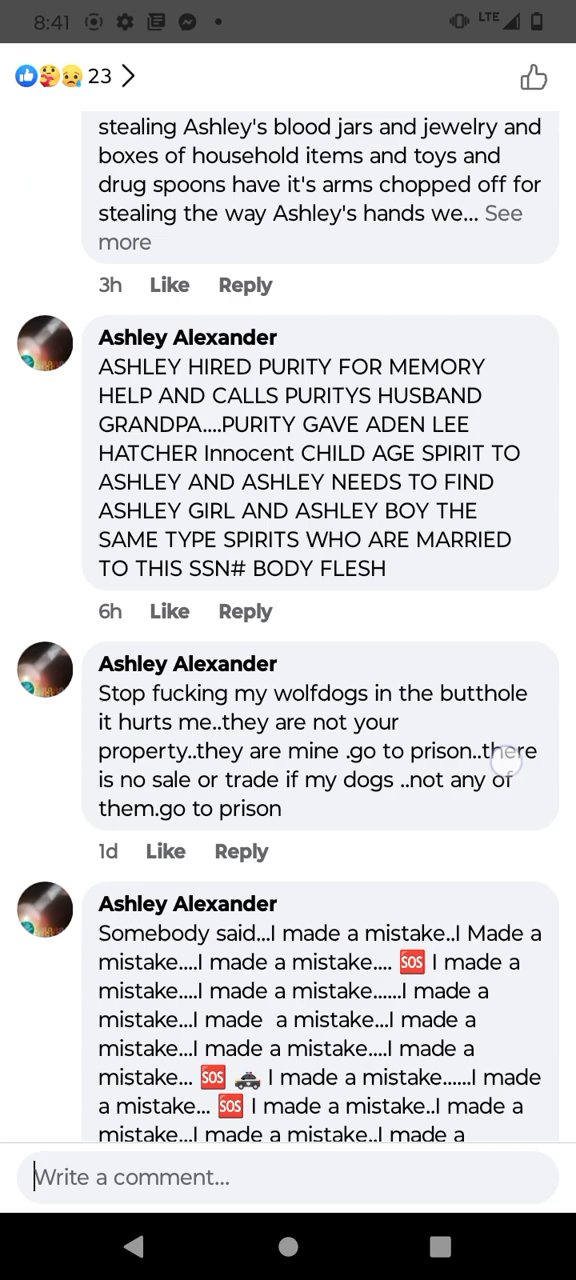 8:41
LTE
23
stealing Ashley's blood jars and jewelry and
boxes of household items and toys and
drug spoons have it's arms chopped off for
stealing the way Ashley's hands we... See
more
3h Like Reply
Ashley Alexander
ASHLEY HIRED PURITY FOR MEMORY
HELP AND CALLS PURITYS HUSBAND
GRANDPA....PURITY GAVE ADEN LEE
HATCHER Innocent CHILD AGE SPIRIT TO
ASHLEY AND ASHLEY NEEDS TO FIND
ASHLEY GIRL AND ASHLEY BOY THE
SAME TYPE SPIRITS WHO ARE MARRIED
TO THIS SSN# BODY FLESH
6h Like Reply
Ashley Alexander
Stop fucking my wolfdogs in the butthole
it hurts me..they are not your
property..they are mine .go to prison..there
is no sale or trade if my dogs ..not any of
them.go to prison
1d Like Reply
Ashley Alexander
Somebody said...I made a mistake..I Made a
mistake....I made a mistake.... 🆘 I made a
mistake....I made a mistake......I made a
mistake...I made  a mistake...I made a
mistake...I made a mistake....I made a
mistake... 🆘 🚓 I made a mistake......I made
a mistake... 🆘 I made a mistake..I made a
mistake...I made a mistake..I made a
Write a comment...